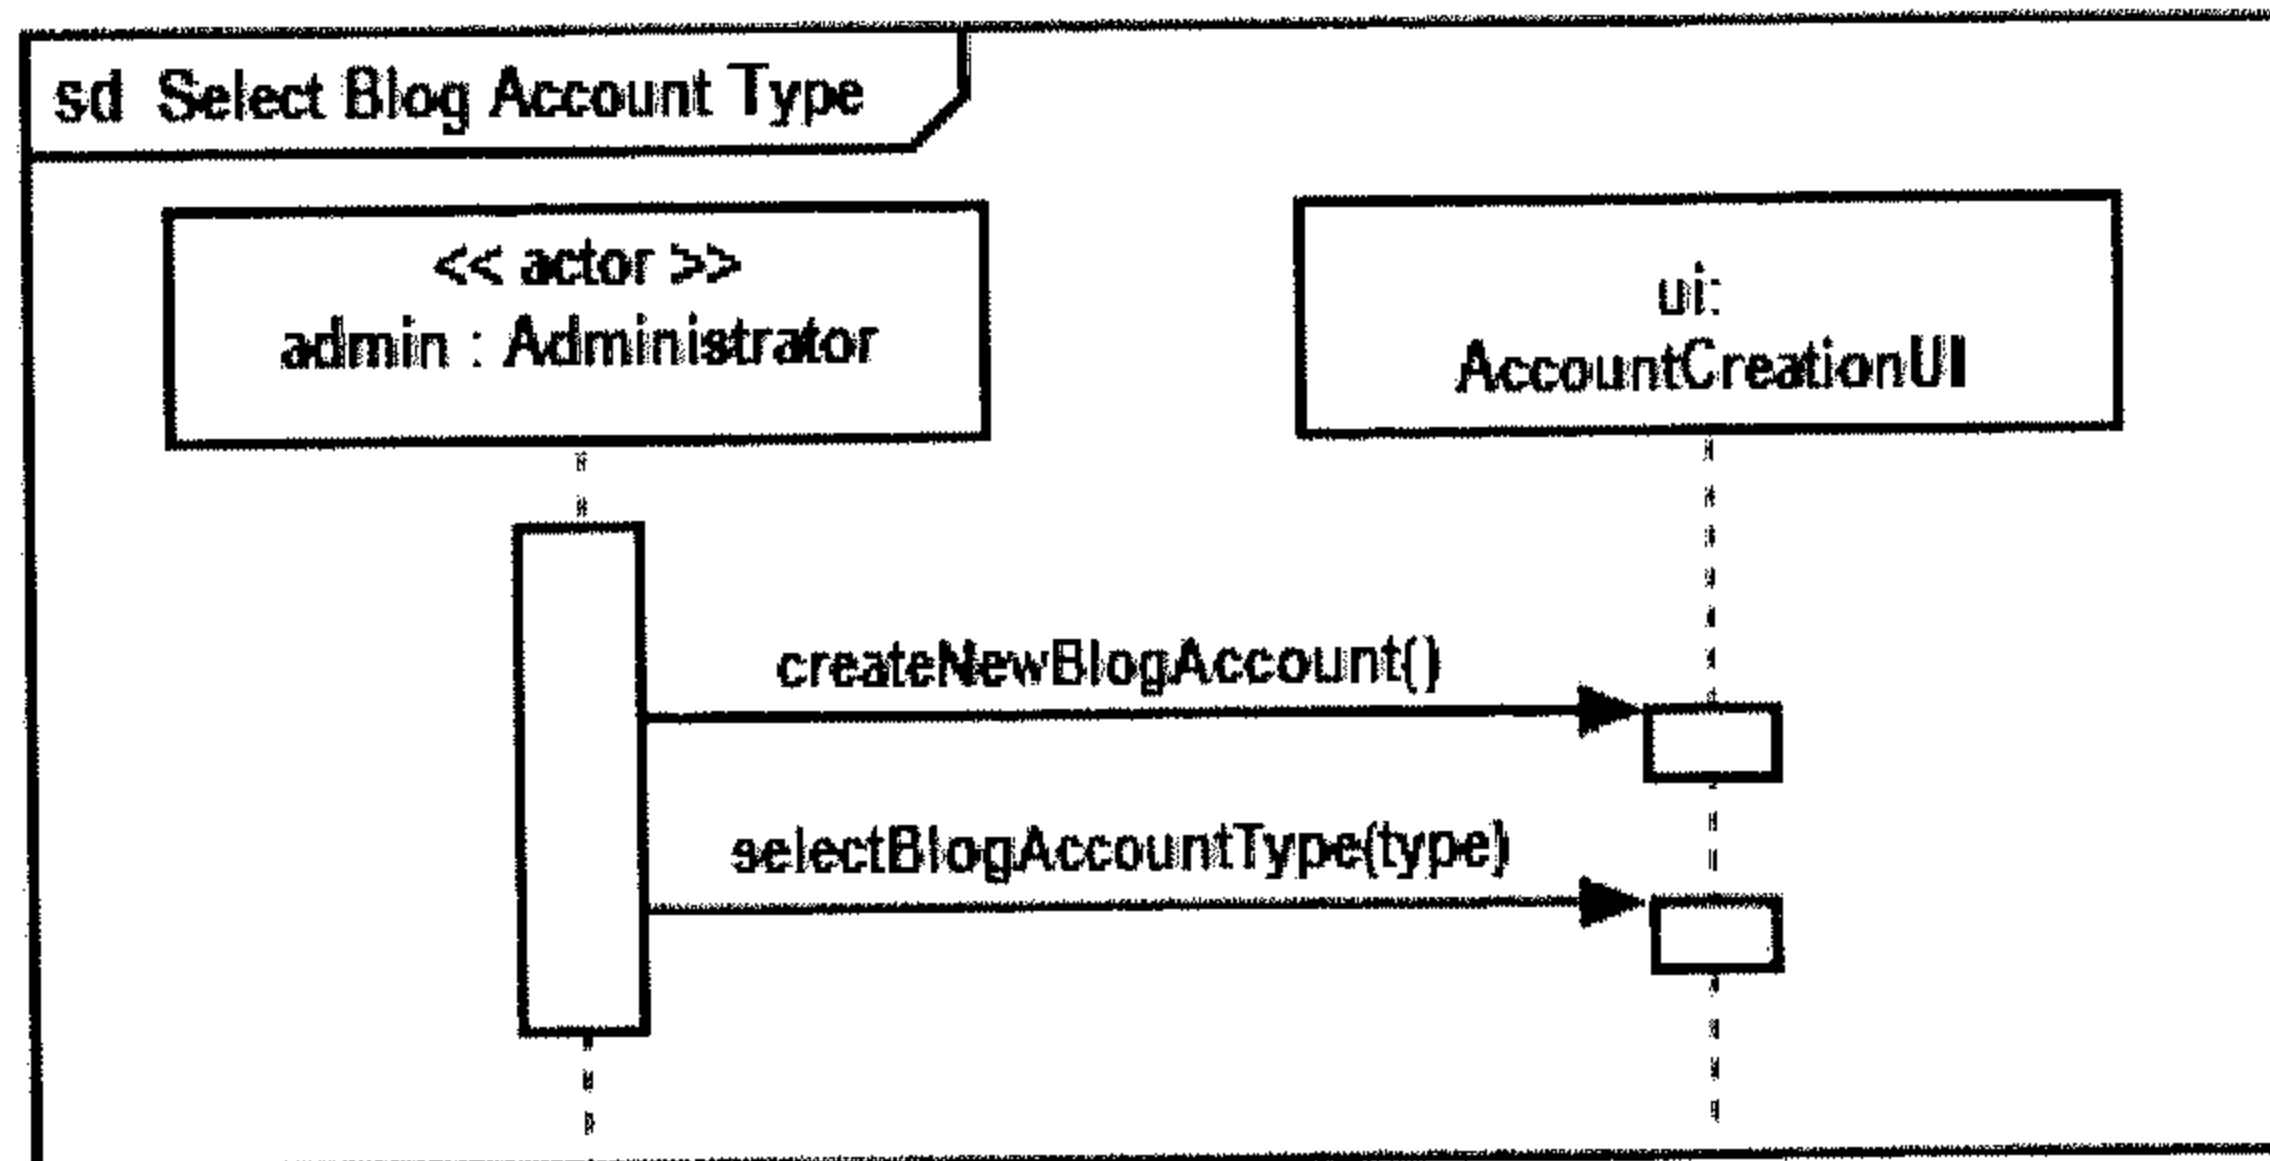 sd Select Blog Account Type
<< actor >>
admin : Administrator
ui:
AccountCreationUI
createNewBlogAccount()
selectBlogAccountType(type)